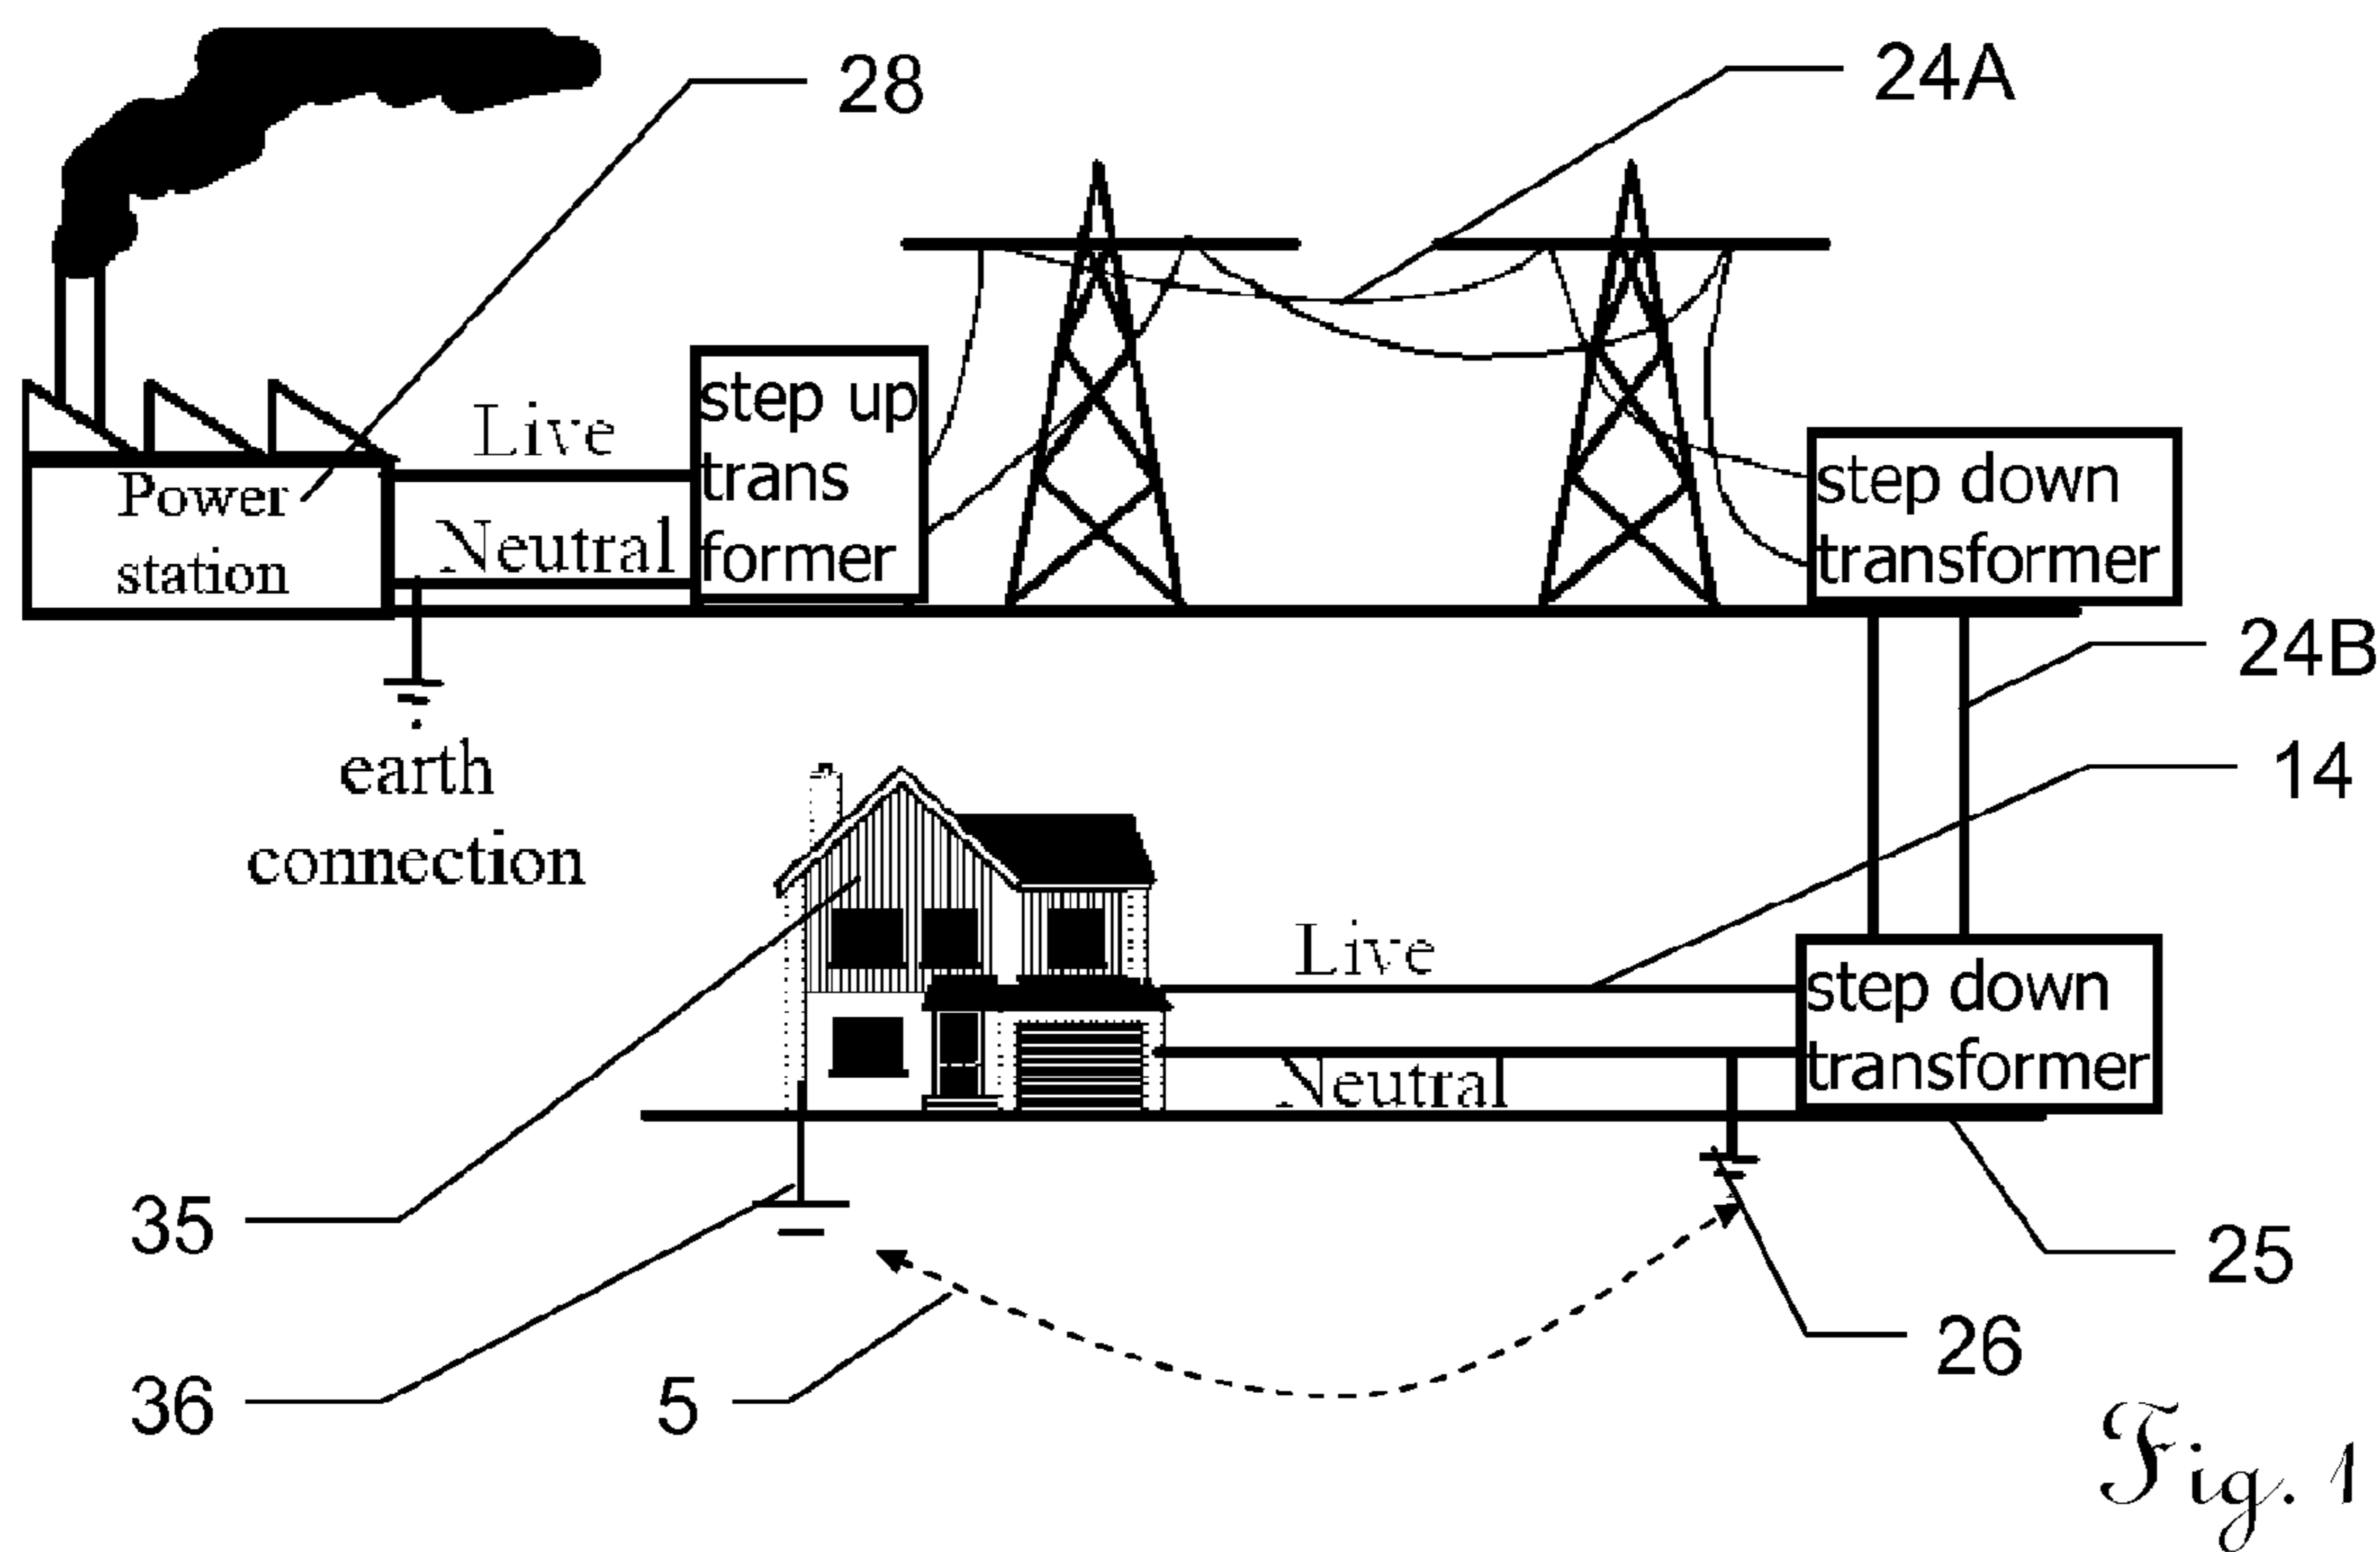 28
24A
Live
step up
trans
former
Power
station
Neutral
step down
transformer
24B
earth
connection
14
Live
step down
transformer
Neutral
35
25
26
36
5
Fig. 1